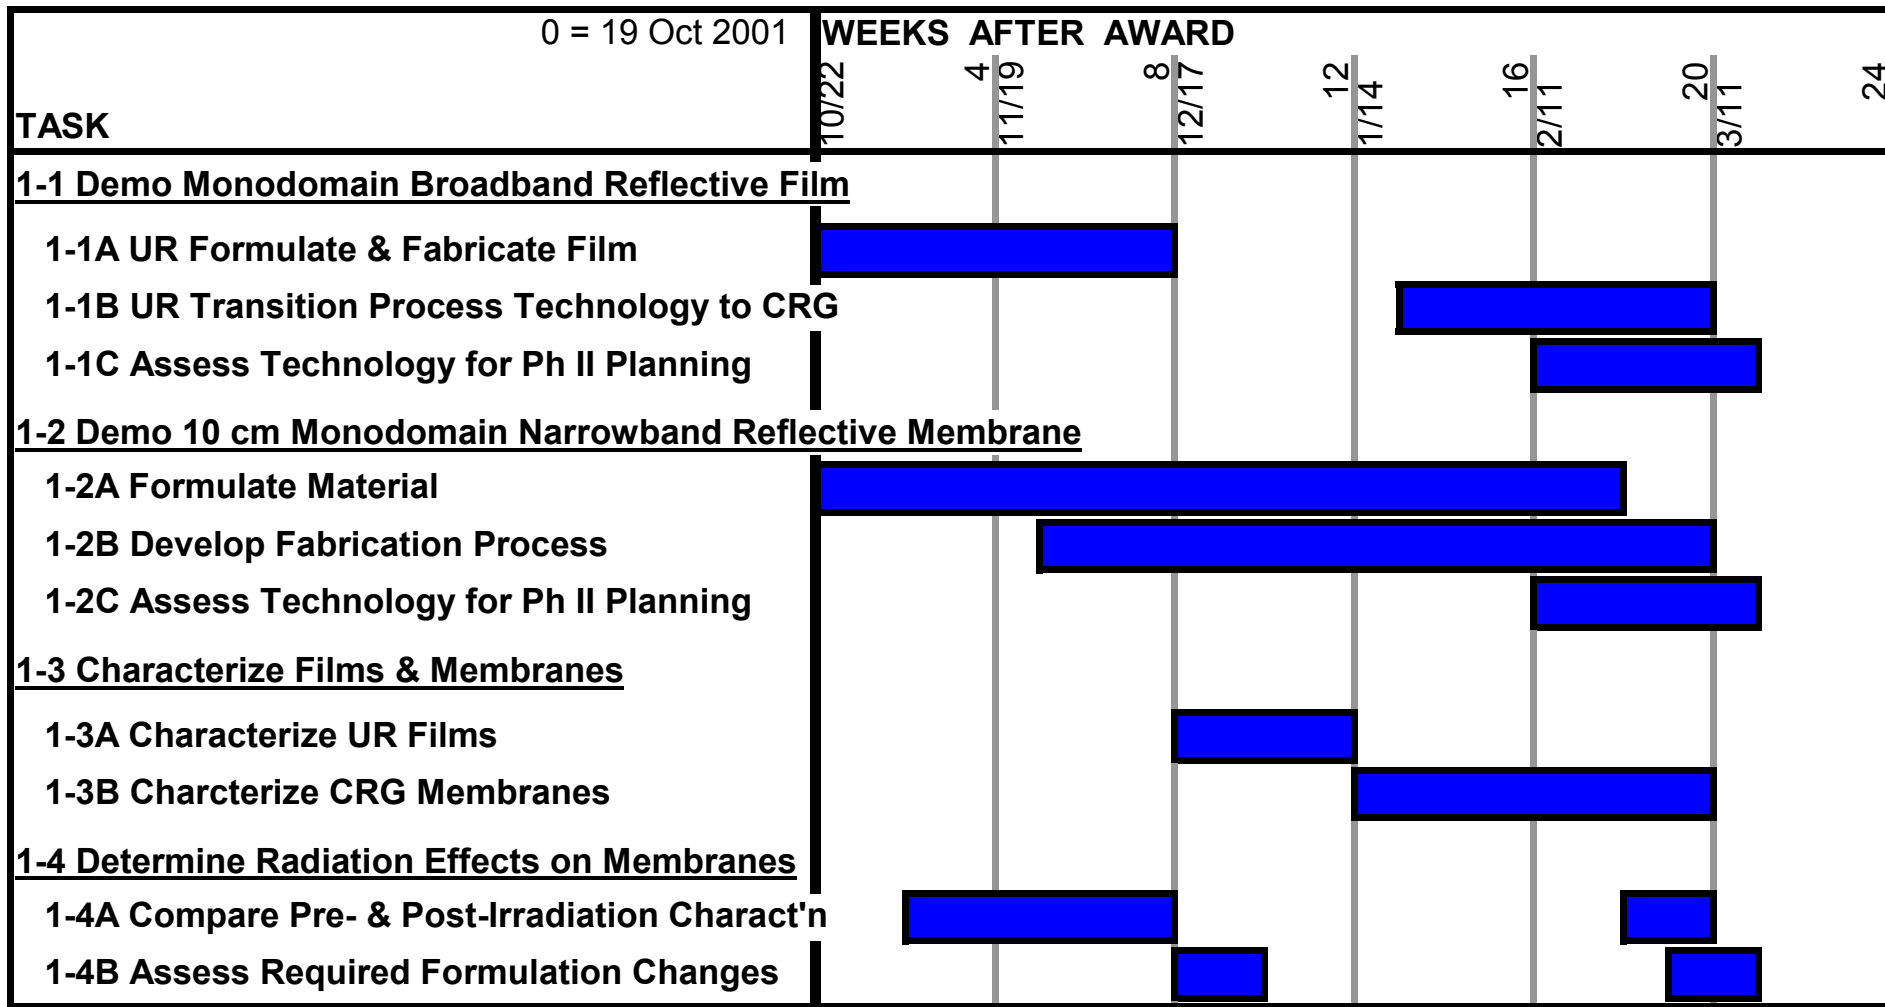 0 = 19 Oct 2001 WEEKS AFTER AWARD
4 8 12 16 20 24
10/22 11/19 12/17 1/14 2/11 3/11
TASK
1-1 Demo Monodomain Broadband Reflective Film
1-1A UR Formulate & Fabricate Film
1-1B UR Transition Process Technology to CRG
1-1C Assess Technology for Ph II Planning
1-2 Demo 10 cm Monodomain Narrowband Reflective Membrane
1-2A Formulate Material
1-2B Develop Fabrication Process
1-2C Assess Technology for Ph II Planning
1-3 Characterize Films & Membranes
1-3A Characterize UR Films
1-3B Charcterize CRG Membranes
1-4 Determine Radiation Effects on Membranes
1-4A Compare Pre- & Post-Irradiation Charact'n
1-4B Assess Required Formulation Changes